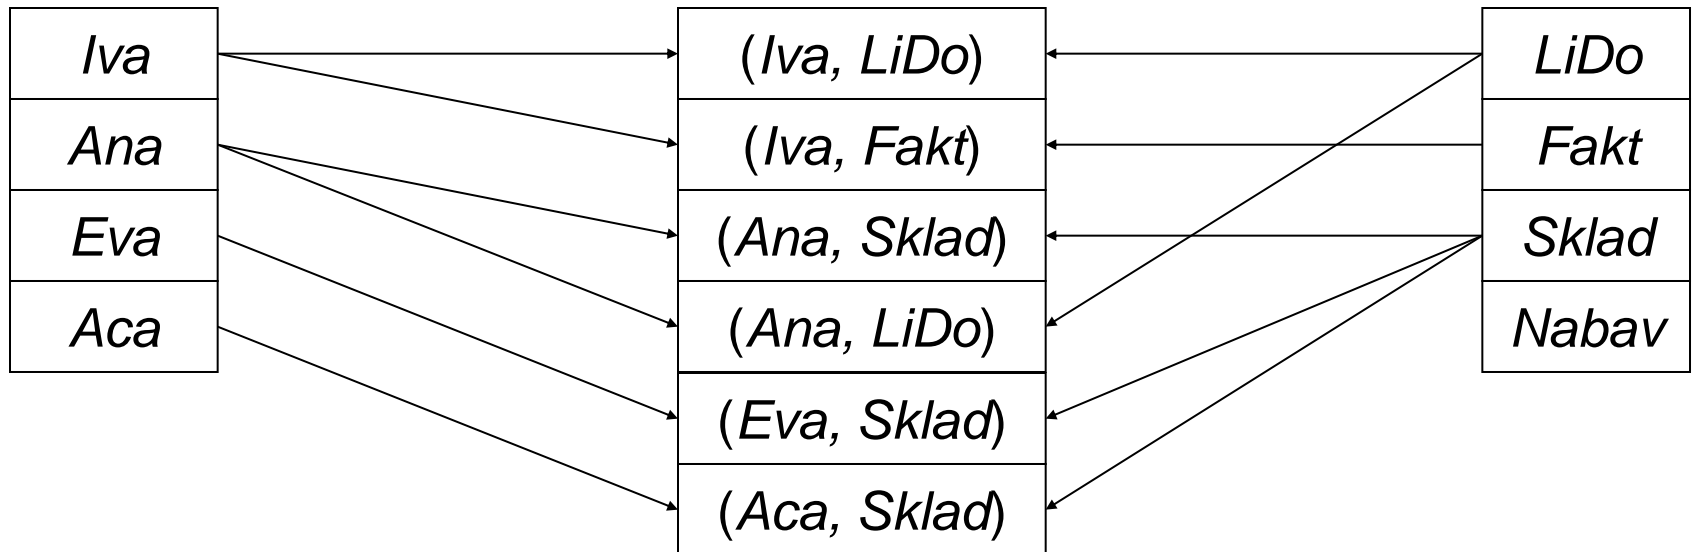 Iva
Ana
Eva
Aca
(Iva, LiDo)
(Iva, Fakt)
(Ana, Sklad)
(Ana, LiDo)
(Eva, Sklad)
(Aca, Sklad)
LiDo
Fakt
Sklad
Nabav